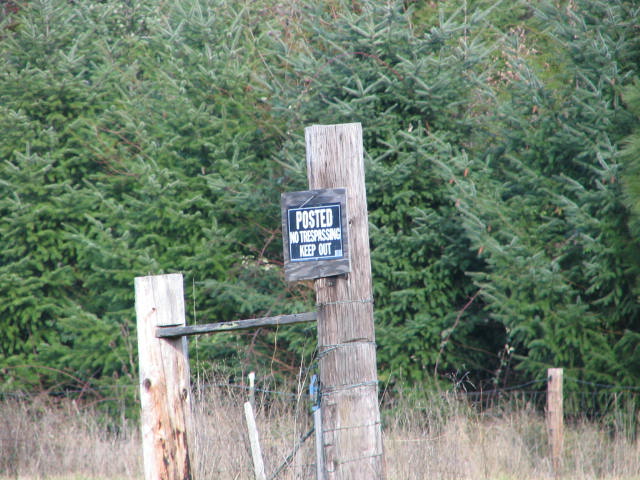 POSTED
NO TRESPASSING
KEEP OUT